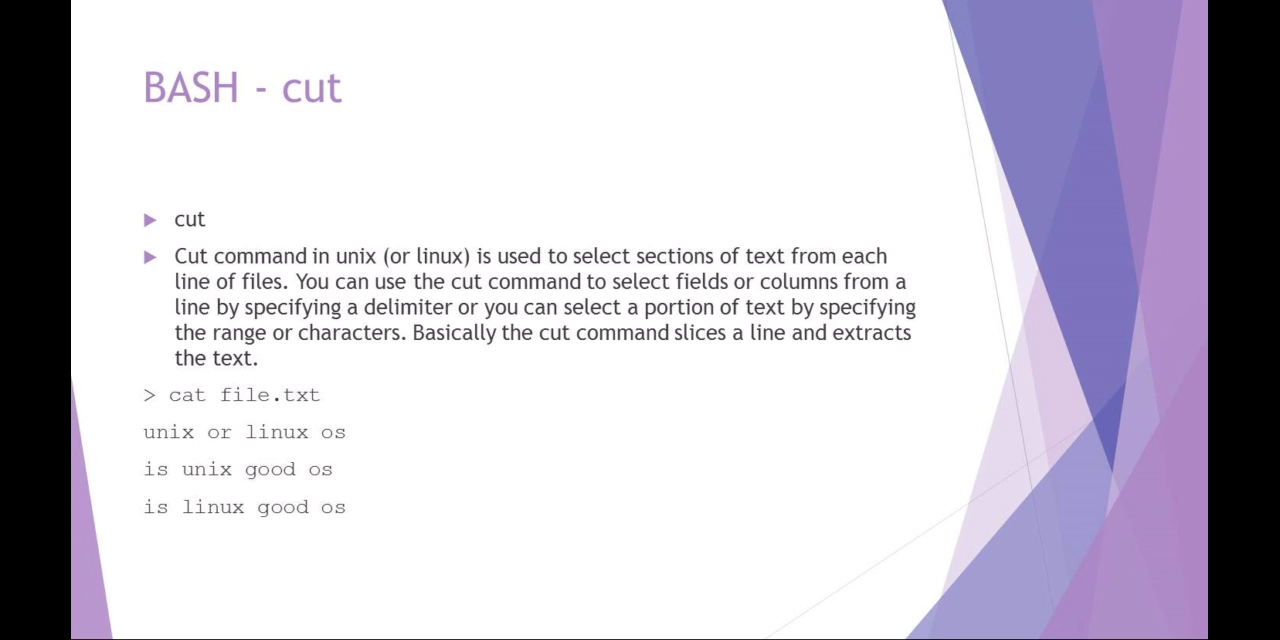 BASH - cut
cut
Cut command in unix (or linux) is used to select sections of text from each
line of files. You can use the cut command to select fields or columns from a
line by specifying a delimiter or you can select a portion of text by specifying
the range or characters. Basically the cut command slices a line and extracts
the text.
> cat file.txt
unix or linux os
is unix good os
is linux good os